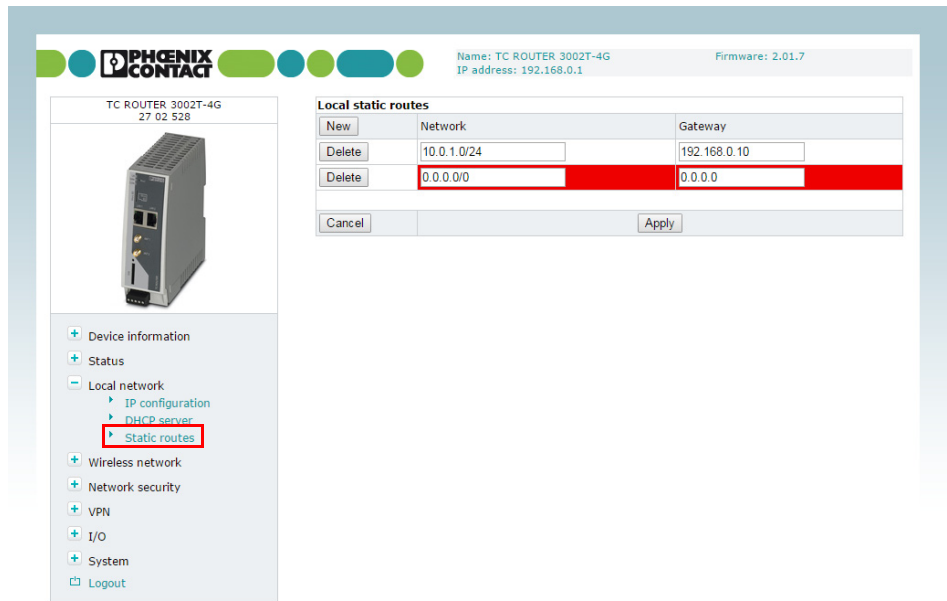 PHŒNIX
CONTACT
Name: TC ROUTER 3002T-4G
Firmware: 2.01.7
IP address: 192.168.0.1
TC ROUTER 3002T-4G
27 02 528
Device information
Status
Local network
IP configuration
DHCP server
Static routes
Wireless network
Network security
VPN
I/O
System
Logout
Local static routes
New Network Gateway
Delete 10.0.1.0/24 192.168.0.10
Delete 0.0.0.0/0 0.0.0.0
Cancel Apply